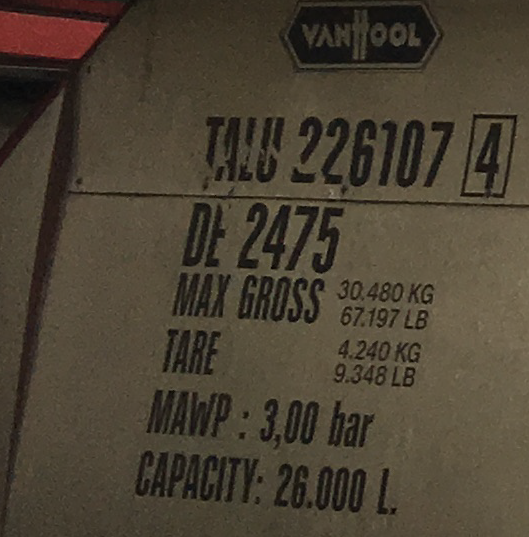 VANHOOL
TALU 226107 4
DE 2475
MAX GROSS 30.480 KG
67.197 LB
TARE 4.240 KG
9.348 LB
MAWP : 3,00 bar
CAPACITY: 26.000 L.